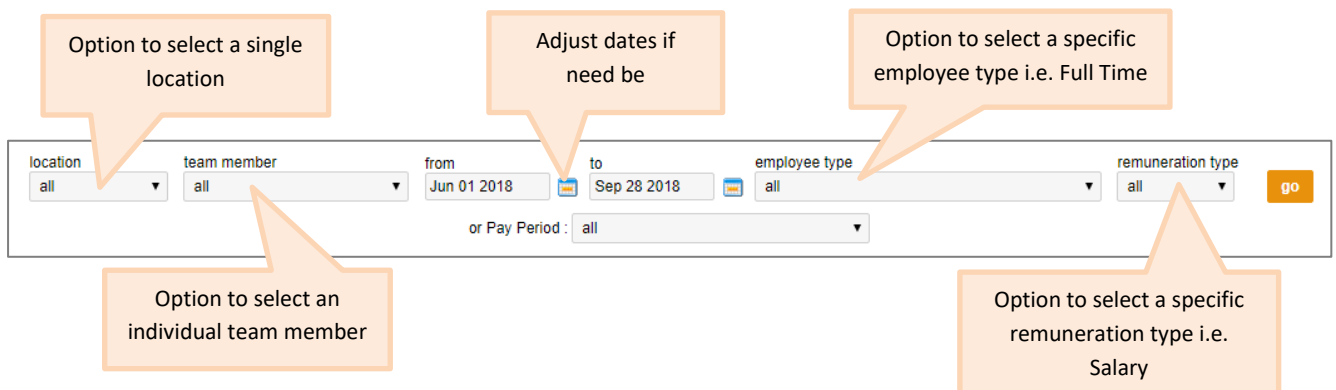 Option to select a single
location
Adjust dates if
need be
Option to select a specific
employee type i.e. Full Time
location
team member
from
to
employee type
remuneration type
all
all
Jun 01 2018
Sep 28 2018
all
all
go
or Pay Period : all
Option to select an
individual team member
Option to select a specific
remuneration type i.e.
Salary